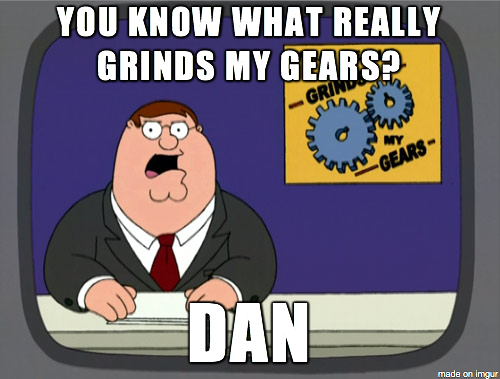 YOU KNOW WHAT REALLY
GRINDS MY GEARS?
GRINDS
MY
GEARS
DAN
made on imgur